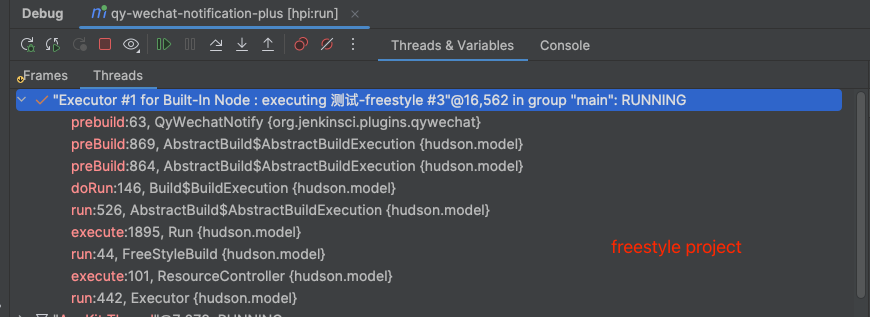 Debug qy-wechat-notification-plus [hpi:run]
Threads & Variables Console
Frames Threads
"Executor #1 for Built-In Node : executing 测试-freestyle #3"@16,562 in group "main": RUNNING
prebuild:63, QyWechatNotify {org.jenkinsci.plugins.qywechat}
preBuild:869, AbstractBuild$AbstractBuildExecution {hudson.model}
preBuild:864, AbstractBuild$AbstractBuildExecution {hudson.model}
doRun:146, Build$BuildExecution {hudson.model}
run:526, AbstractBuild$AbstractBuildExecution {hudson.model}
execute:1895, Run {hudson.model}
freestyle project
run:44, FreeStyleBuild {hudson.model}
execute:101, ResourceController {hudson.model}
run:442, Executor {hudson.model}